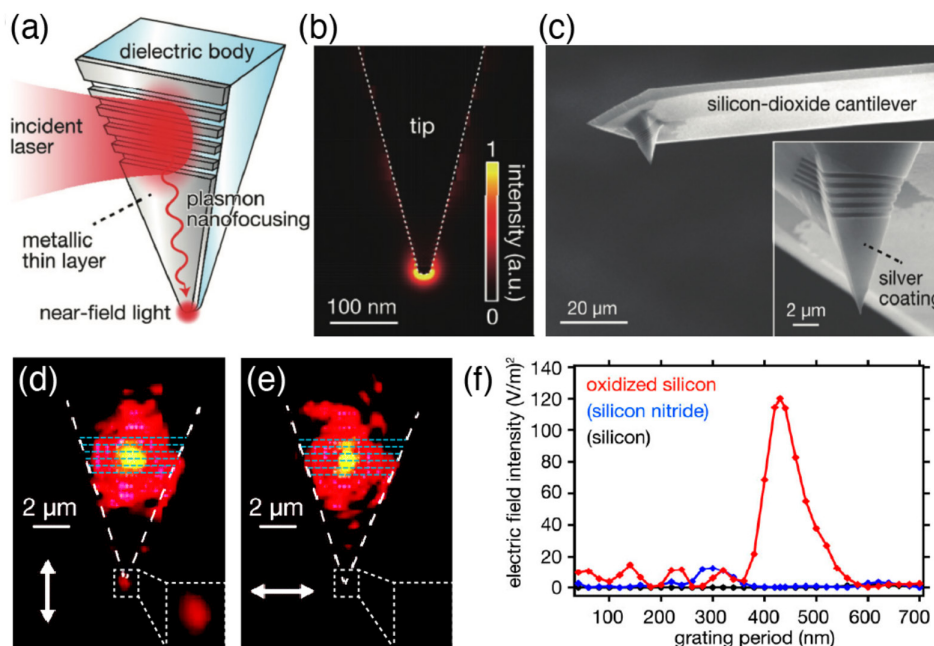 (a)
dielectric body
incident
laser
plasmon
nanofocusing
metallic
thin layer
near-field light
(b)
tip
1
intensity (a.u.)
0
100 nm
(c)
silicon-dioxide cantilever
silver
coating
20 µm
2 µm
(d)
2 µm
(e)
2 µm
(f)
oxidized silicon
(silicon nitride)
(silicon)
electric field intensity (V/m)²
140
120
100
80
60
40
20
0
100 200 300 400 500 600 700
grating period (nm)